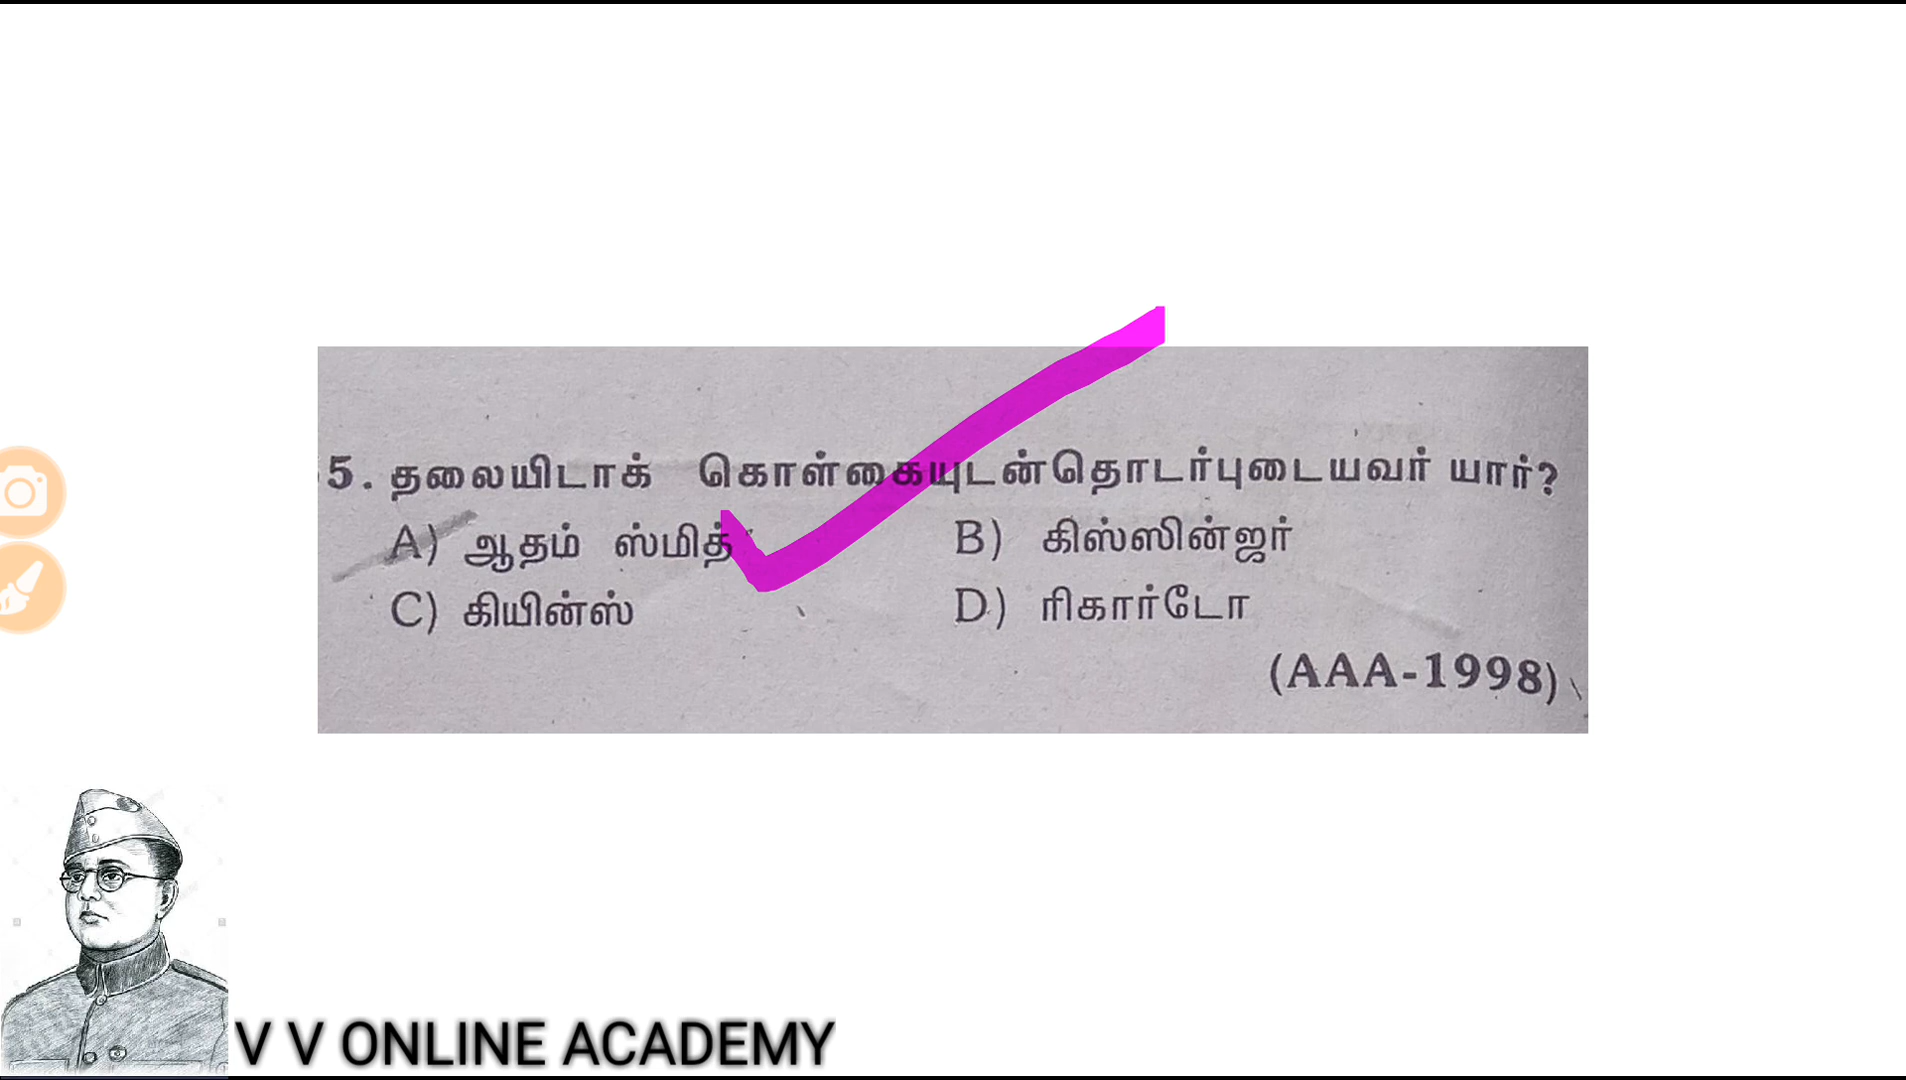 5. தலையிடாக் கொள்கையுடன்தொடர்புடையவர் யார்?
A) ஆதம் ஸ்மித் B) கிஸ்ஸின்ஜர்
C) கியின்ஸ் D) ரிகார்டோ
(AAA-1998)
V V ONLINE ACADEMY